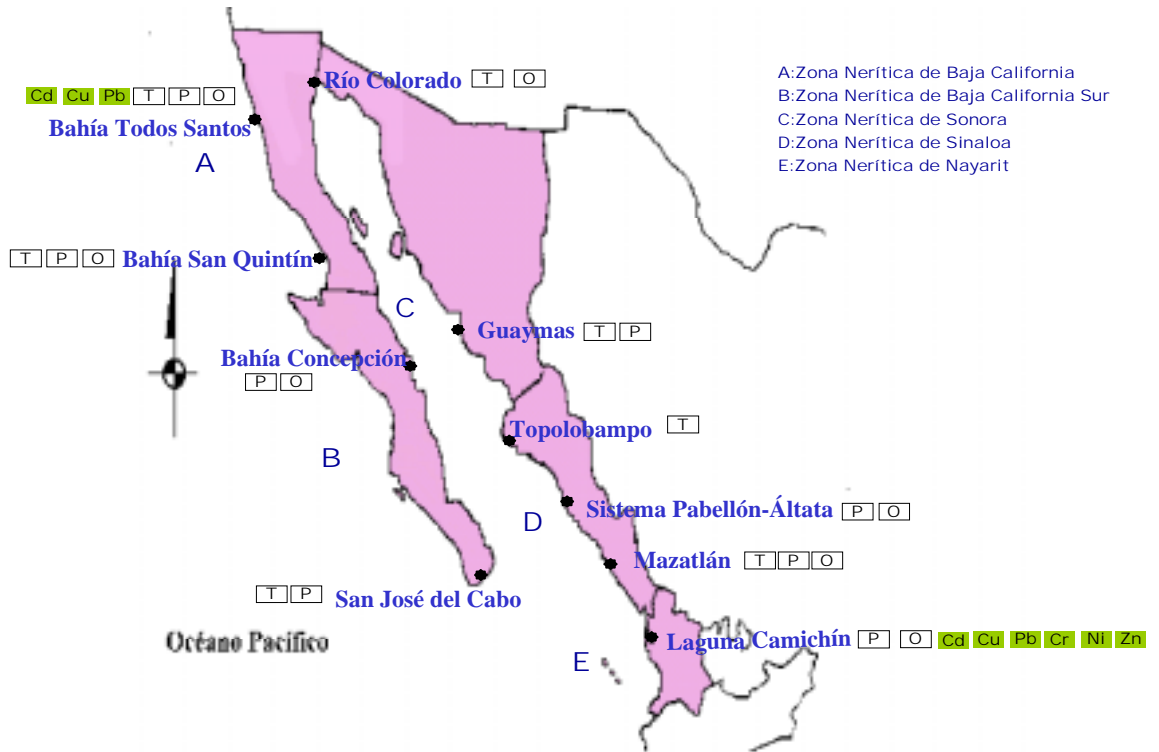 Río Colorado T O
A:Zona Nerítica de Baja California
B:Zona Nerítica de Baja California Sur
C:Zona Nerítica de Sonora
D:Zona Nerítica de Sinaloa
E:Zona Nerítica de Nayarit
Cd Cu Pb T P O
Bahía Todos Santos
A
T P O Bahía San Quintín
C
Guaymas T P
Bahía Concepción
P O
Topolobampo T
B
Sistema Pabellón-Áltata P O
D
Mazatlán T P O
T P San José del Cabo
Océano Pacífico
Laguna Camichín P O Cd Cu Pb Cr Ni Zn
E